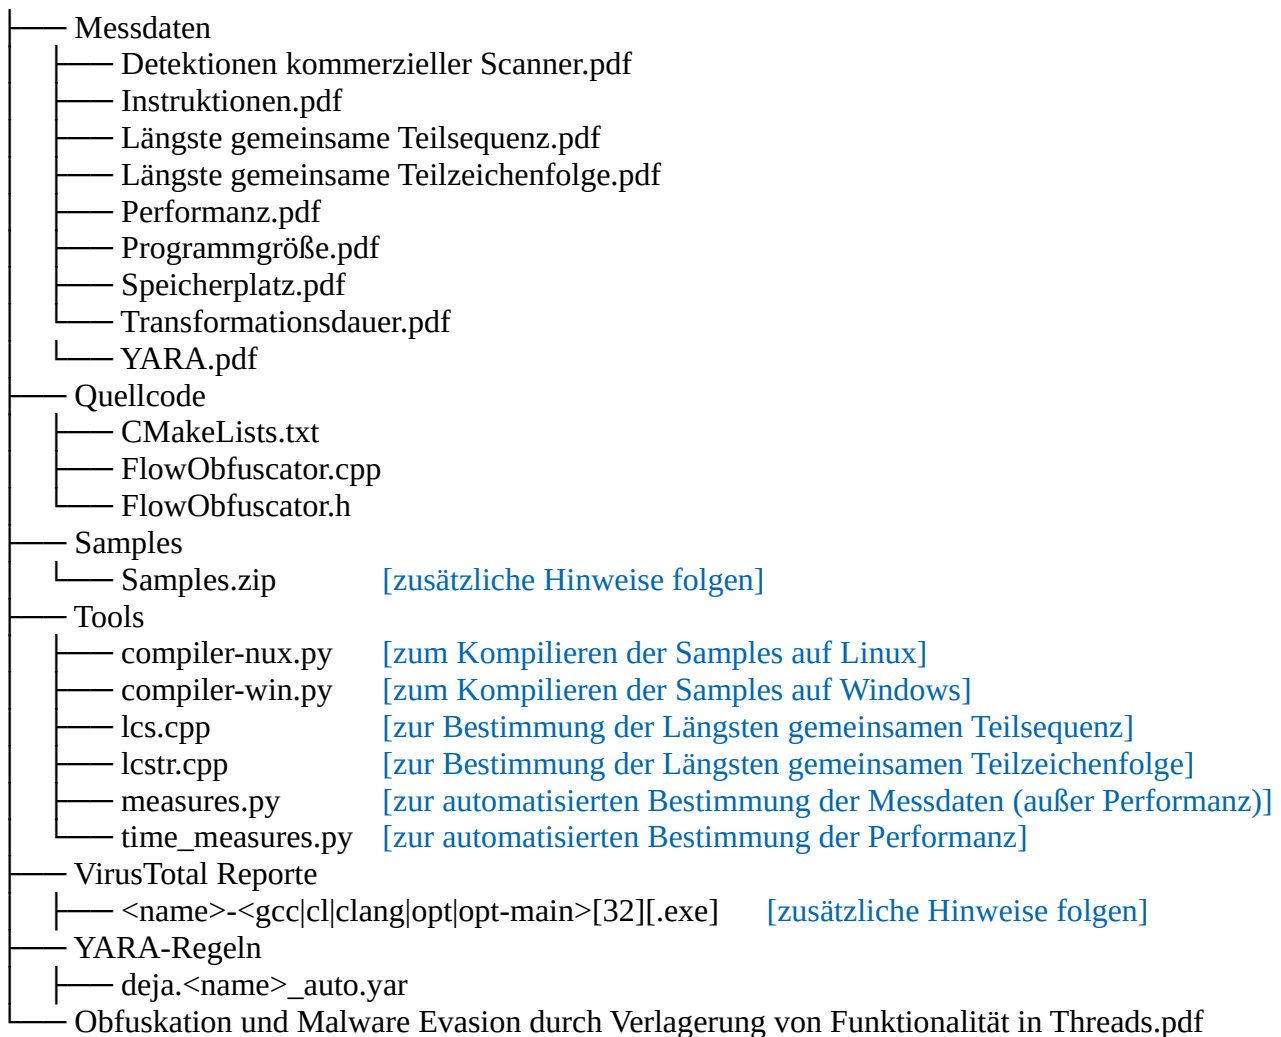 Messdaten
Detektionen kommerzieller Scanner.pdf
Instruktionen.pdf
Längste gemeinsame Teilsequenz.pdf
Längste gemeinsame Teilzeichenfolge.pdf
Performanz.pdf
Programmgröße.pdf
Speicherplatz.pdf
Transformationsdauer.pdf
YARA.pdf
Quellcode
CMakeLists.txt
FlowObfuscator.cpp
FlowObfuscator.h
Samples
Samples.zip [zusätzliche Hinweise folgen]
Tools
compiler-nux.py [zum Kompilieren der Samples auf Linux]
compiler-win.py [zum Kompilieren der Samples auf Windows]
lcs.cpp [zur Bestimmung der Längsten gemeinsamen Teilsequenz]
lcstr.cpp [zur Bestimmung der Längsten gemeinsamen Teilzeichenfolge]
measures.py [zur automatisierten Bestimmung der Messdaten (außer Performanz)]
time_measures.py [zur automatisierten Bestimmung der Performanz]
VirusTotal Reporte
<name>-<gcc|cl|clang|opt|opt-main>[32][.exe] [zusätzliche Hinweise folgen]
YARA-Regeln
deja.<name>_auto.yar
Obfuskation und Malware Evasion durch Verlagerung von Funktionalität in Threads.pdf